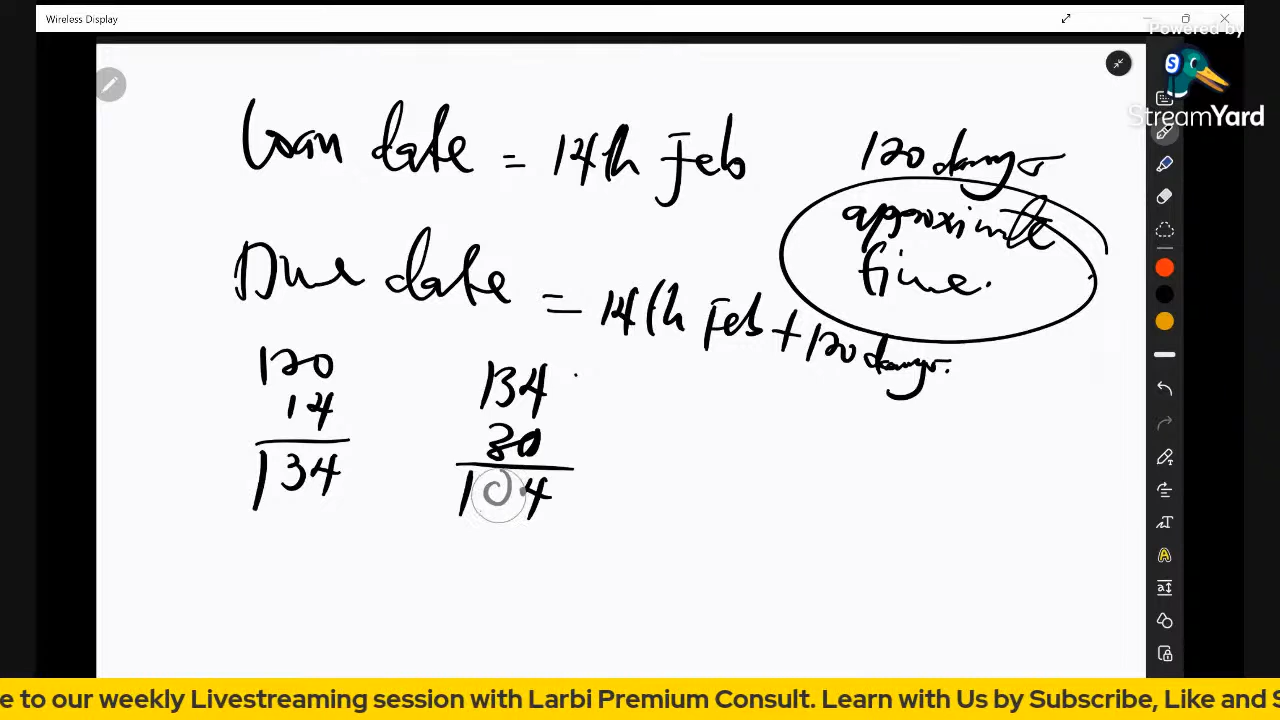 Wireless Display
Powered by
StreamYard
Loan date = 14th Feb
120 days
approximate
time.
Due date = 14th Feb + 120 days.
120
14
134
134
30
104
e to our weekly Livestreaming session with Larbi Premium Consult. Learn with Us by Subscribe, Like and S